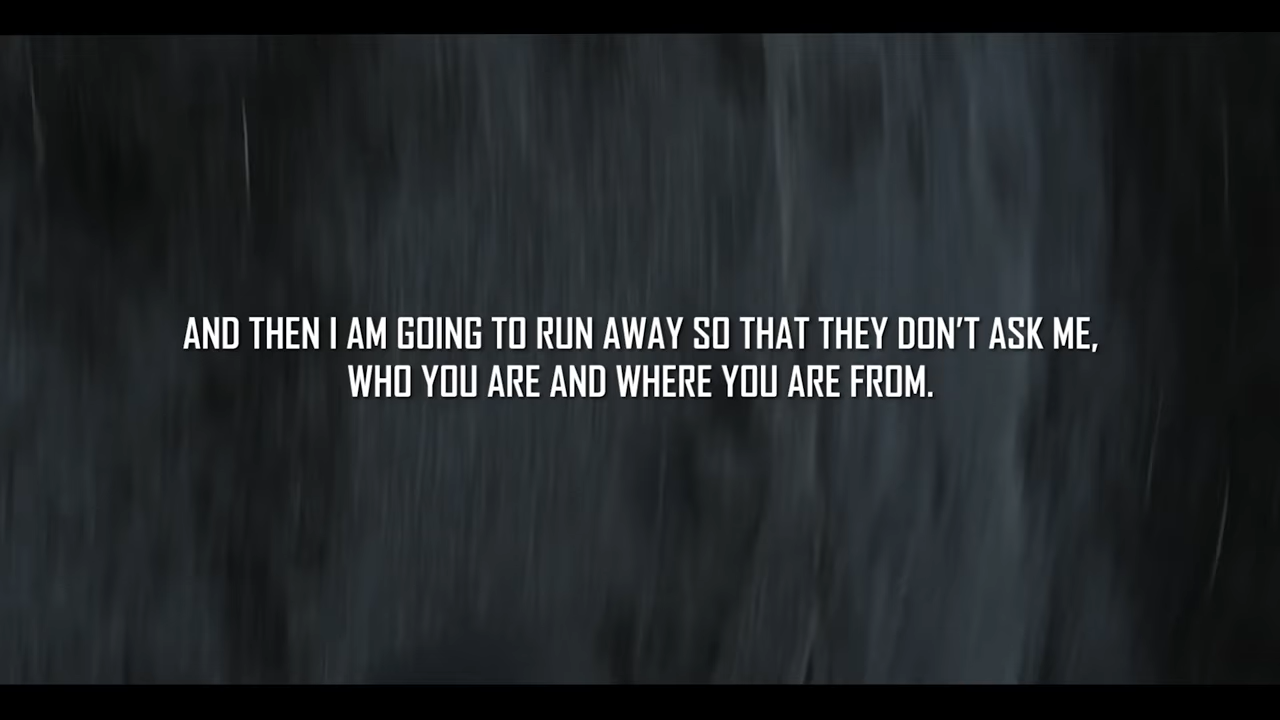 AND THEN I AM GOING TO RUN AWAY SO THAT THEY DON'T ASK ME,
WHO YOU ARE AND WHERE YOU ARE FROM.